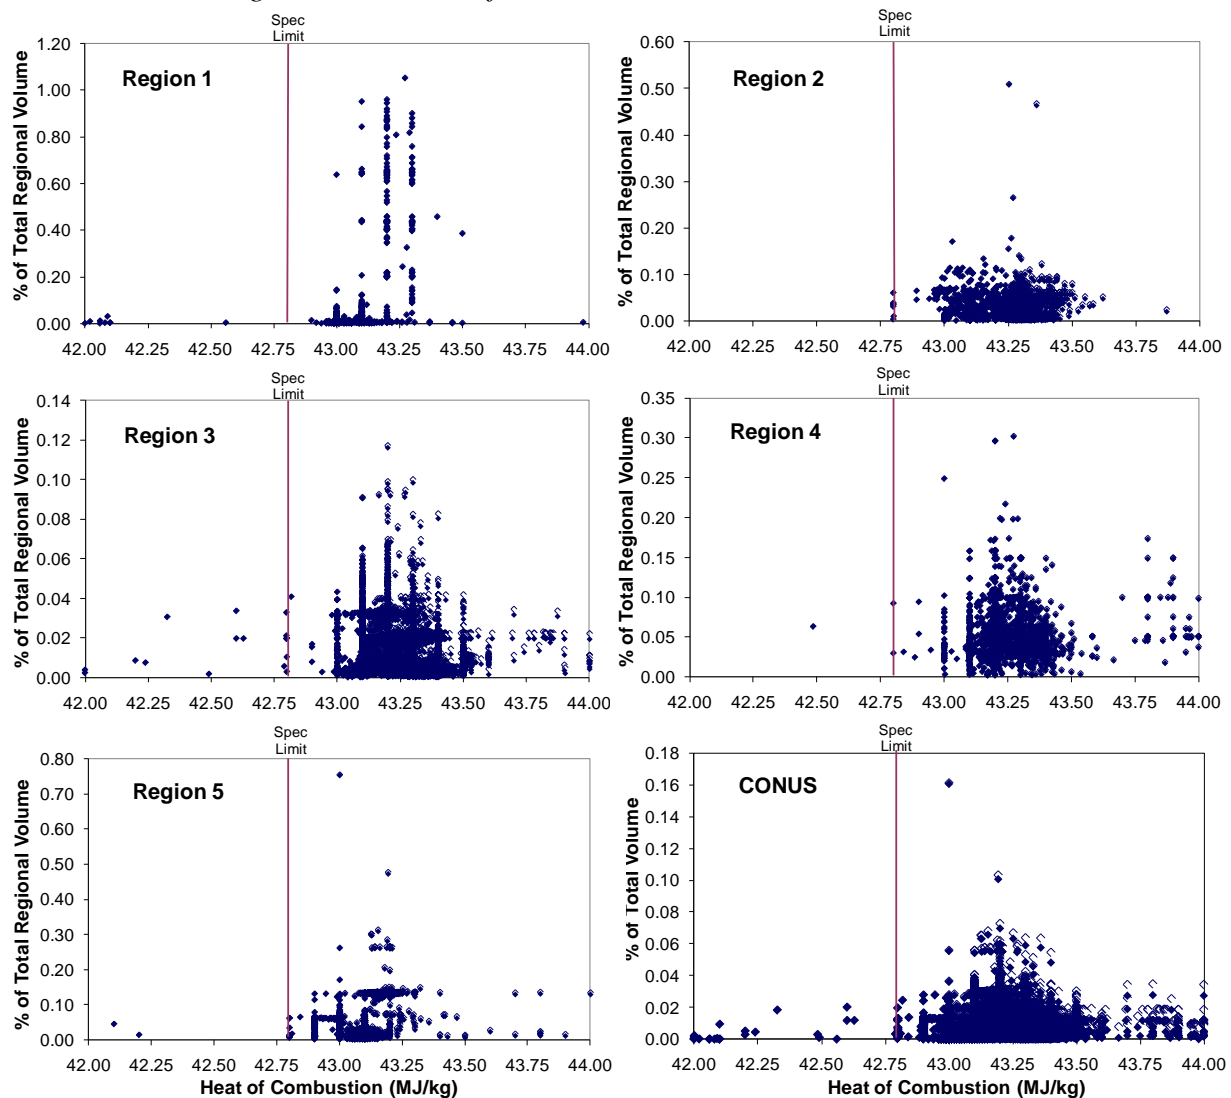 Spec
Limit
1.20
1.00
0.80
0.60
0.40
0.20
0.00
% of Total Regional Volume
Region 1
42.00 42.25 42.50 42.75 43.00 43.25 43.50 43.75 44.00
Spec
Limit
0.60
0.50
0.40
0.30
0.20
0.10
0.00
% of Total Regional Volume
Region 2
42.00 42.25 42.50 42.75 43.00 43.25 43.50 43.75 44.00
Spec
Limit
0.14
0.12
0.10
0.08
0.06
0.04
0.02
0.00
% of Total Regional Volume
Region 3
42.00 42.25 42.50 42.75 43.00 43.25 43.50 43.75 44.00
Spec
Limit
0.35
0.30
0.25
0.20
0.15
0.10
0.05
0.00
% of Total Regional Volume
Region 4
42.00 42.25 42.50 42.75 43.00 43.25 43.50 43.75 44.00
Spec
Limit
0.80
0.70
0.60
0.50
0.40
0.30
0.20
0.10
0.00
% of Total Regional Volume
Region 5
42.00 42.25 42.50 42.75 43.00 43.25 43.50 43.75 44.00
Heat of Combustion (MJ/kg)
Spec
Limit
0.18
0.16
0.14
0.12
0.10
0.08
0.06
0.04
0.02
0.00
% of Total Volume
CONUS
42.00 42.25 42.50 42.75 43.00 43.25 43.50 43.75 44.00
Heat of Combustion (MJ/kg)